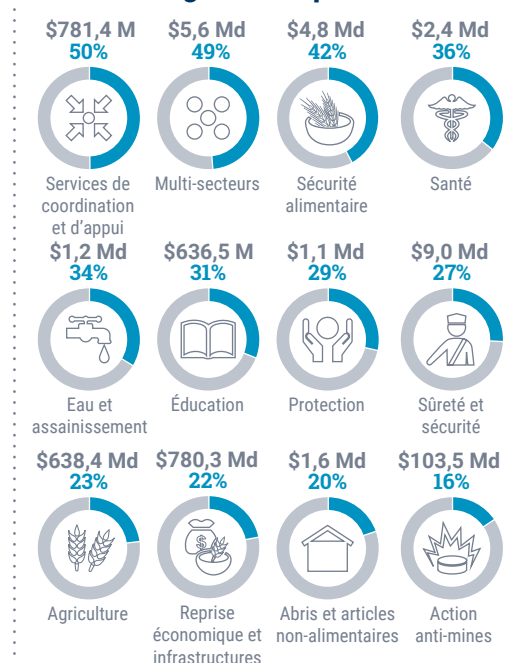 $781,4 M
50%
Services de
coordination
et d'appui
$5,6 Md
49%
Multi-secteurs
$4,8 Md
42%
Sécurité
alimentaire
$2,4 Md
36%
Santé
$1,2 Md
34%
Eau et
assainissement
$636,5 M
31%
Éducation
$1,1 Md
29%
Protection
$9,0 Md
27%
Sûreté et
sécurité
$638,4 Md
23%
Agriculture
$780,3 Md
22%
$
Reprise
économique et
infrastructures
$1,6 Md
20%
Abris et articles
non-alimentaires
$103,5 Md
16%
Action
anti-mines